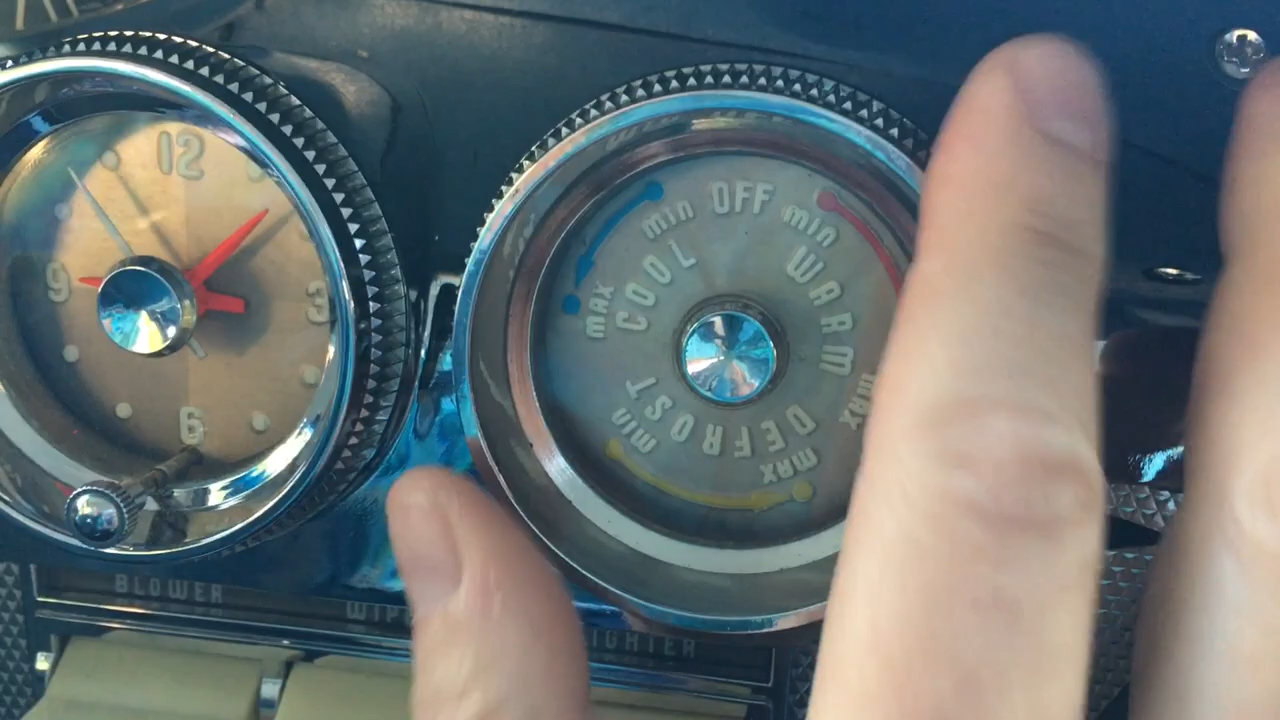 12
9
3
6
OFF
min
COOL
max
min
WARM
max
min
DEFROST
max
BLOWER